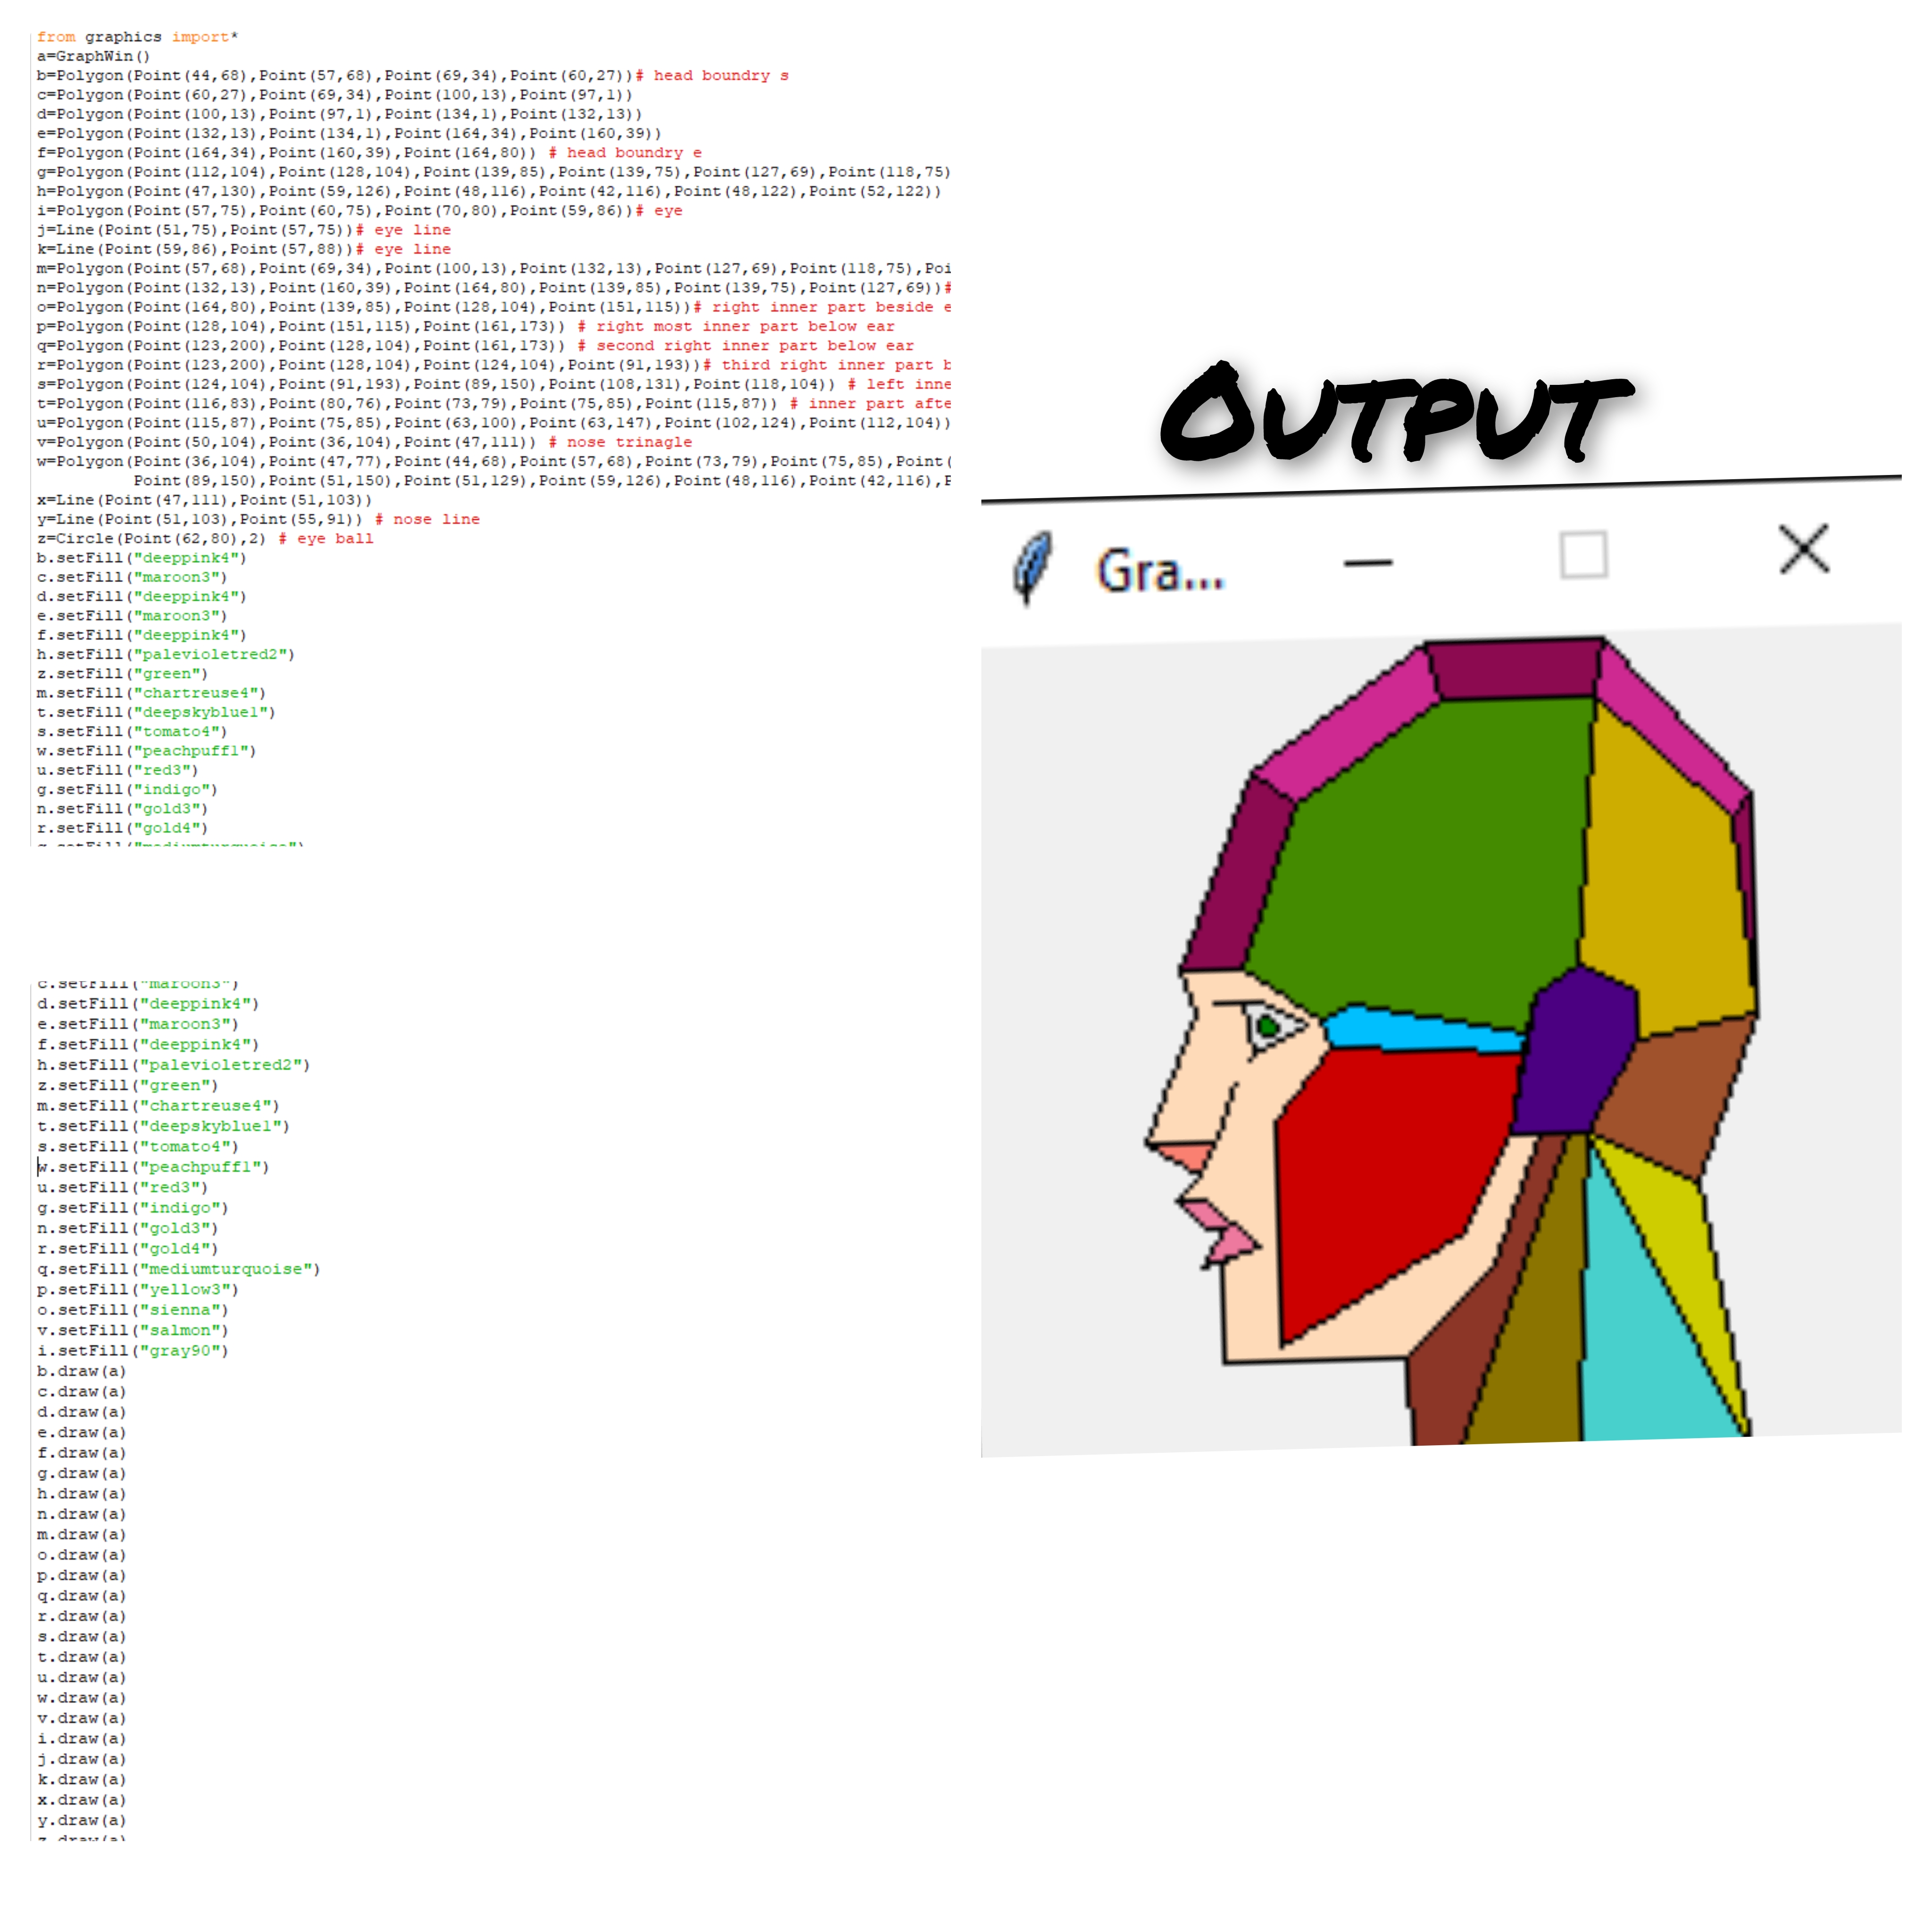 from graphics import*
a=GraphWin()
b=Polygon(Point(44,68),Point(57,68),Point(69,34),Point(60,27))# head boundry s
c=Polygon(Point(60,27),Point(69,34),Point(100,13),Point(97,1))
d=Polygon(Point(100,13),Point(97,1),Point(134,1),Point(132,13))
e=Polygon(Point(132,13),Point(134,1),Point(164,34),Point(160,39))
f=Polygon(Point(164,34),Point(160,39),Point(164,80)) # head boundry e
g=Polygon(Point(112,104),Point(128,104),Point(139,85),Point(139,75),Point(127,69),Point(118,75)
h=Polygon(Point(47,130),Point(59,126),Point(48,116),Point(42,116),Point(48,122),Point(52,122))
i=Polygon(Point(57,75),Point(60,75),Point(70,80),Point(59,86))# eye
j=Line(Point(51,75),Point(57,75))# eye line
k=Line(Point(59,86),Point(57,88))# eye line
m=Polygon(Point(57,68),Point(69,34),Point(100,13),Point(132,13),Point(127,69),Point(118,75),Poi
n=Polygon(Point(132,13),Point(160,39),Point(164,80),Point(139,85),Point(139,75),Point(127,69))#
o=Polygon(Point(164,80),Point(139,85),Point(128,104),Point(151,115))# right inner part beside e
p=Polygon(Point(128,104),Point(151,115),Point(161,173)) # right most inner part below ear
q=Polygon(Point(123,200),Point(128,104),Point(161,173)) # second right inner part below ear
r=Polygon(Point(123,200),Point(128,104),Point(124,104),Point(91,193))# third right inner part b
s=Polygon(Point(124,104),Point(91,193),Point(89,150),Point(108,131),Point(118,104)) # left inne
t=Polygon(Point(116,83),Point(80,76),Point(73,79),Point(75,85),Point(115,87)) # inner part afte
u=Polygon(Point(115,87),Point(75,85),Point(63,100),Point(63,147),Point(102,124),Point(112,104))
v=Polygon(Point(50,104),Point(36,104),Point(47,111)) # nose trinagle
w=Polygon(Point(36,104),Point(47,77),Point(44,68),Point(57,68),Point(73,79),Point(75,85),Point(
Point(89,150),Point(51,150),Point(51,129),Point(59,126),Point(48,116),Point(42,116),P
x=Line(Point(47,111),Point(51,103))
y=Line(Point(51,103),Point(55,91)) # nose line
z=Circle(Point(62,80),2) # eye ball
b.setFill("deeppink4")
c.setFill("maroon3")
d.setFill("deeppink4")
e.setFill("maroon3")
f.setFill("deeppink4")
h.setFill("palevioletred2")
z.setFill("green")
m.setFill("chartreuse4")
t.setFill("deepskyblue1")
s.setFill("tomato4")
w.setFill("peachpuff1")
u.setFill("red3")
g.setFill("indigo")
n.setFill("gold3")
r.setFill("gold4")
c.setFill("maroon3")
d.setFill("deeppink4")
e.setFill("maroon3")
f.setFill("deeppink4")
h.setFill("palevioletred2")
z.setFill("green")
m.setFill("chartreuse4")
t.setFill("deepskyblue1")
s.setFill("tomato4")
w.setFill("peachpuff1")
u.setFill("red3")
g.setFill("indigo")
n.setFill("gold3")
r.setFill("gold4")
q.setFill("mediumturquoise")
p.setFill("yellow3")
o.setFill("sienna")
v.setFill("salmon")
i.setFill("gray90")
b.draw(a)
c.draw(a)
d.draw(a)
e.draw(a)
f.draw(a)
g.draw(a)
h.draw(a)
n.draw(a)
m.draw(a)
o.draw(a)
p.draw(a)
q.draw(a)
r.draw(a)
s.draw(a)
t.draw(a)
u.draw(a)
w.draw(a)
v.draw(a)
i.draw(a)
j.draw(a)
k.draw(a)
x.draw(a)
y.draw(a)
z.draw(a)
OUTPUT
Gra...